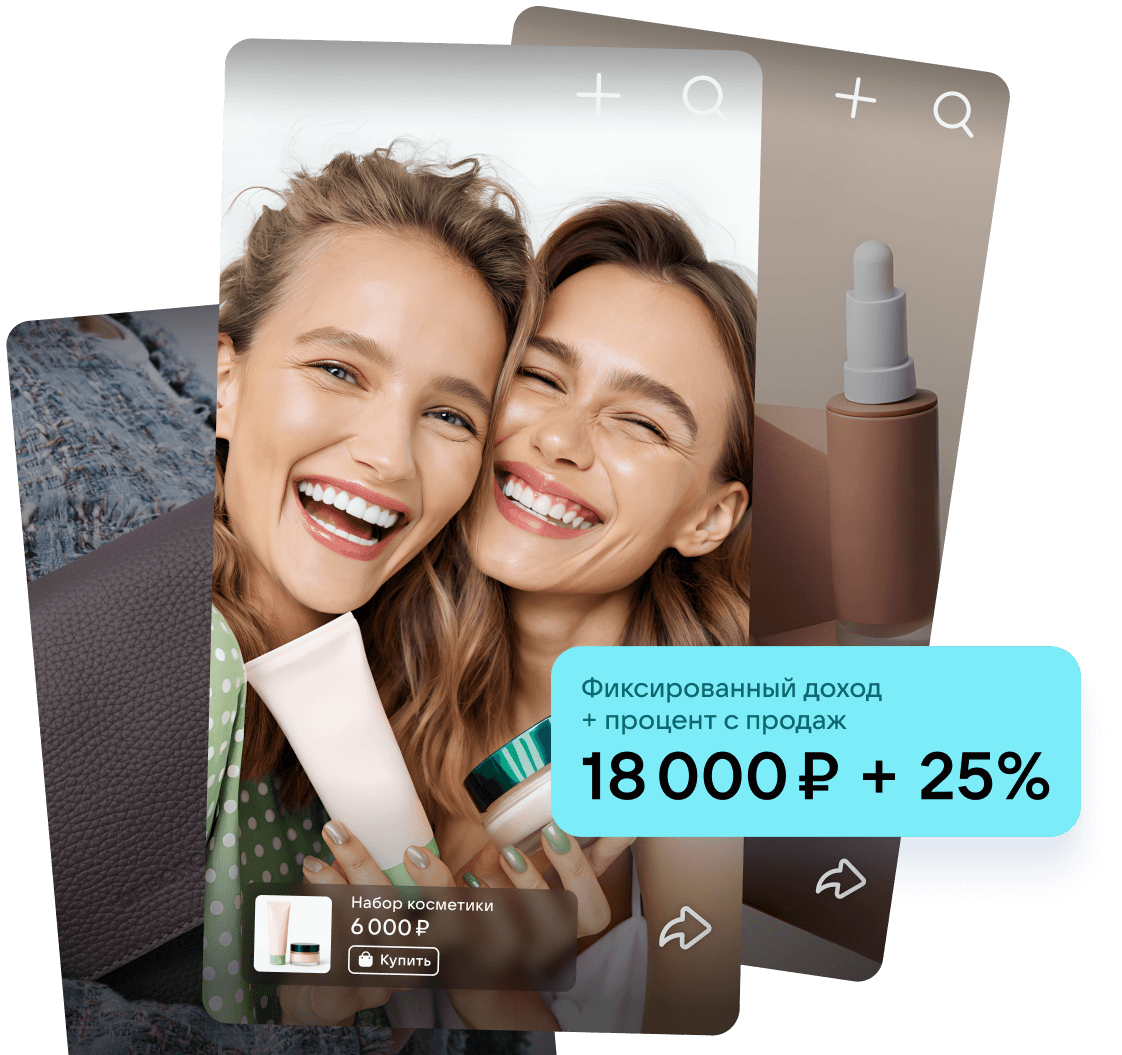 Фиксированный доход
+ процент с продаж
18 000 ₽ + 25%
Набор косметики
6 000 ₽
Купить